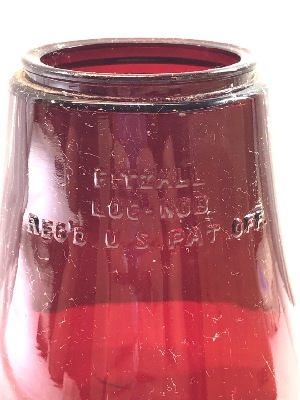 FITZALL
LOC-NOB
REG'D. U.S. PAT. OFF.